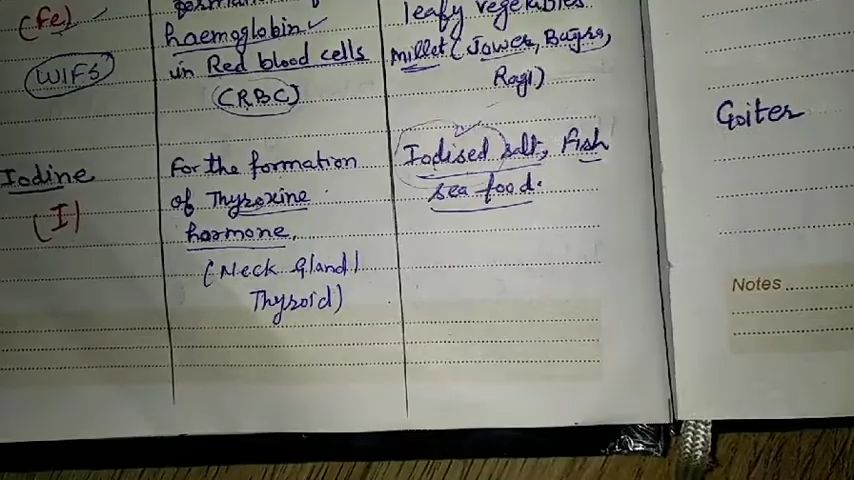 (Fe)
WIFS
haemoglobin
in Red blood cells
(RBC)
leafy vegetables
Millet (Jower, Bajra,
Ragi)
Iodine
(I)
For the formation
of Thyroxine
hormone.
(Neck Gland/
Thyroid)
Iodised salt, Fish
sea food.
Goiter
Notes